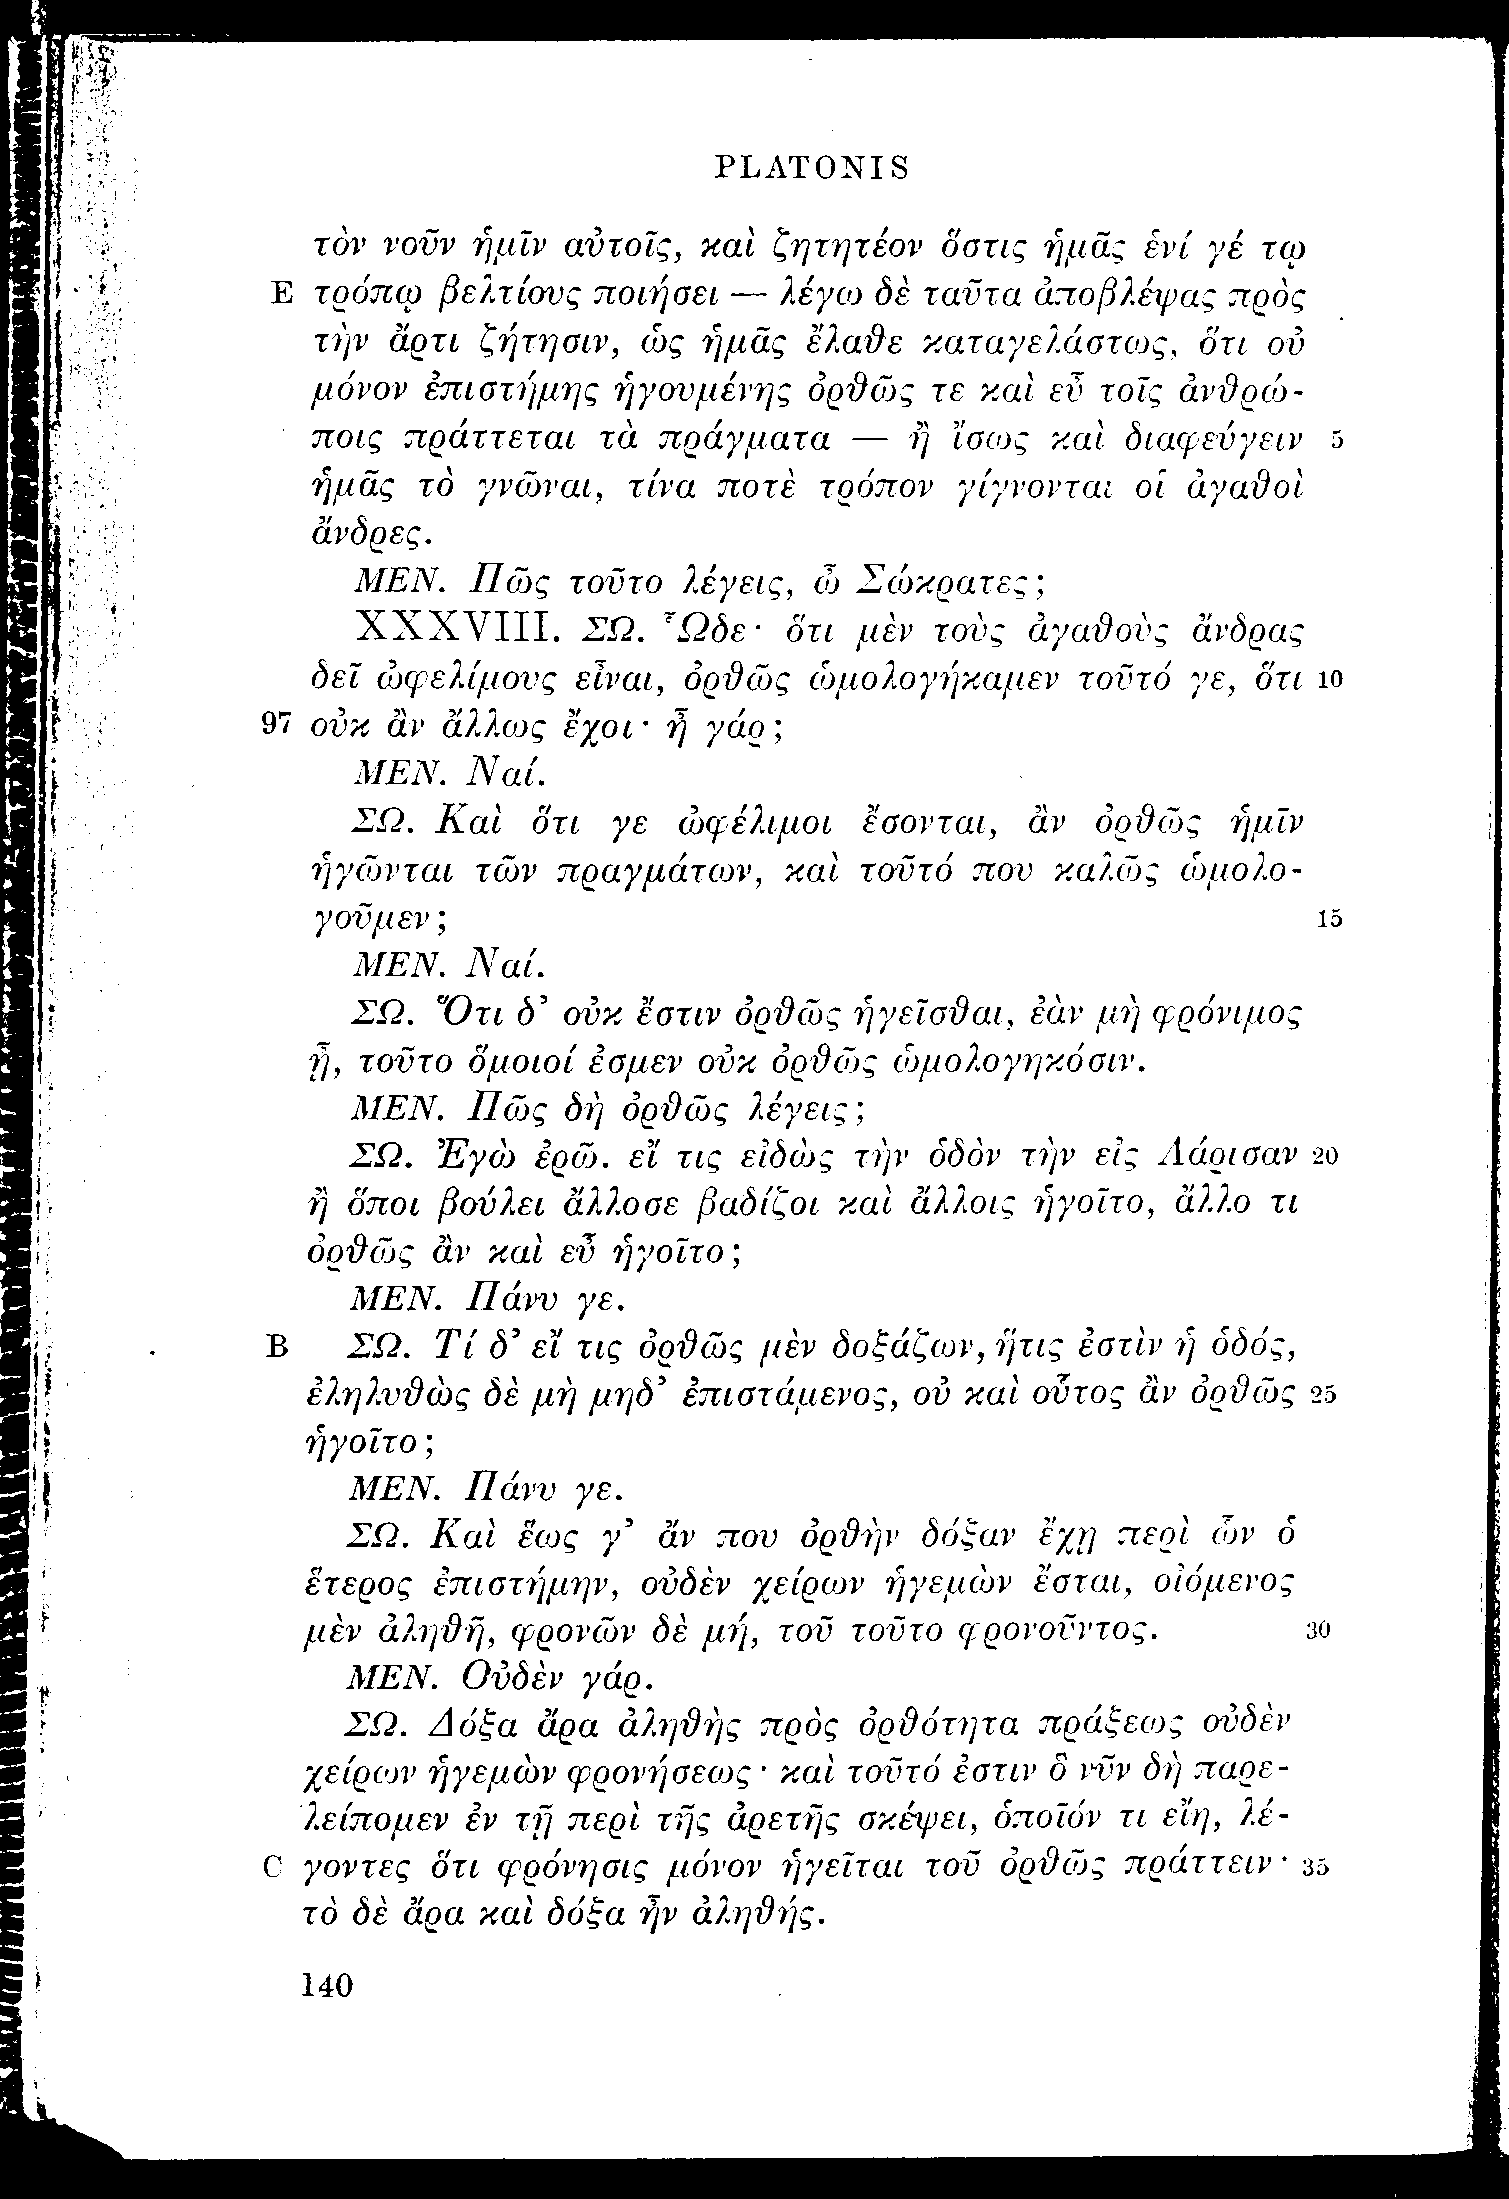 PLATONIS
τὸν νοῦν ἡμῖν αὐτοῖς, καὶ ζητητέον ὅστις ἡμᾶς ἑνί γέ τῳ
E τρόπῳ βελτίους ποιήσει — λέγω δὲ ταῦτα ἀποβλέψας πρὸς
τὴν ἄρτι ζήτησιν, ὡς ἡμᾶς ἔλαθε καταγελάστως, ὅτι οὐ
μόνον ἐπιστήμης ἡγουμένης ὀρθῶς τε καὶ εὖ τοῖς ἀνθρώ-
ποις πράττεται τὰ πράγματα — ἢ ἴσως καὶ διαφεύγειν 5
ἡμᾶς τὸ γνῶναι, τίνα ποτὲ τρόπον γίγνονται οἱ ἀγαθοὶ
ἄνδρες.
ΜΕΝ. Πῶς τοῦτο λέγεις, ὦ Σώκρατες;
XXXVIII. ΣΩ. Ὧδε· ὅτι μὲν τοὺς ἀγαθοὺς ἄνδρας
δεῖ ὠφελίμους εἶναι, ὀρθῶς ὡμολογήκαμεν τοῦτό γε, ὅτι 10
97 οὐκ ἂν ἄλλως ἔχοι· ἦ γάρ;
ΜΕΝ. Ναί.
ΣΩ. Καὶ ὅτι γε ὠφέλιμοι ἔσονται, ἂν ὀρθῶς ἡμῖν
ἡγῶνται τῶν πραγμάτων, καὶ τοῦτό που καλῶς ὡμολο-
γοῦμεν; 15
ΜΕΝ. Ναί.
ΣΩ. Ὅτι δ’ οὐκ ἔστιν ὀρθῶς ἡγεῖσθαι, ἐὰν μὴ φρόνιμος
ᾖ, τοῦτο ὅμοιοί ἐσμεν οὐκ ὀρθῶς ὡμολογηκόσιν.
ΜΕΝ. Πῶς δὴ ὀρθῶς λέγεις;
ΣΩ. Ἐγὼ ἐρῶ. εἴ τις εἰδὼς τὴν ὁδὸν τὴν εἰς Λάρισαν 20
ἢ ὅποι βούλει ἄλλοσε βαδίζοι καὶ ἄλλοις ἡγοῖτο, ἄλλο τι
ὀρθῶς ἂν καὶ εὖ ἡγοῖτο;
ΜΕΝ. Πάνυ γε.
B ΣΩ. Τί δ’ εἴ τις ὀρθῶς μὲν δοξάζων, ἥτις ἐστὶν ἡ ὁδός,
ἐληλυθὼς δὲ μὴ μηδ’ ἐπιστάμενος, οὐ καὶ οὗτος ἂν ὀρθῶς 25
ἡγοῖτο;
ΜΕΝ. Πάνυ γε.
ΣΩ. Καὶ ἕως γ’ ἄν που ὀρθὴν δόξαν ἔχῃ περὶ ὧν ὁ
ἕτερος ἐπιστήμην, οὐδὲν χείρων ἡγεμὼν ἔσται, οἰόμενος
μὲν ἀληθῆ, φρονῶν δὲ μή, τοῦ τοῦτο φρονοῦντος. 30
ΜΕΝ. Οὐδὲν γάρ.
ΣΩ. Δόξα ἄρα ἀληθὴς πρὸς ὀρθότητα πράξεως οὐδὲν
χείρων ἡγεμὼν φρονήσεως· καὶ τοῦτό ἐστιν ὃ νῦν δὴ παρε-
λείπομεν ἐν τῇ περὶ τῆς ἀρετῆς σκέψει, ὁποῖόν τι εἴη, λέ-
C γοντες ὅτι φρόνησις μόνον ἡγεῖται τοῦ ὀρθῶς πράττειν· 35
τὸ δὲ ἄρα καὶ δόξα ἦν ἀληθής.
140